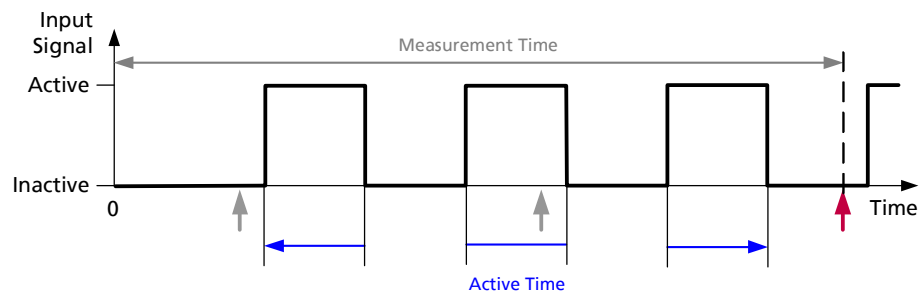 Input
Signal
Measurement Time
Active
Inactive
0
Time
Active Time